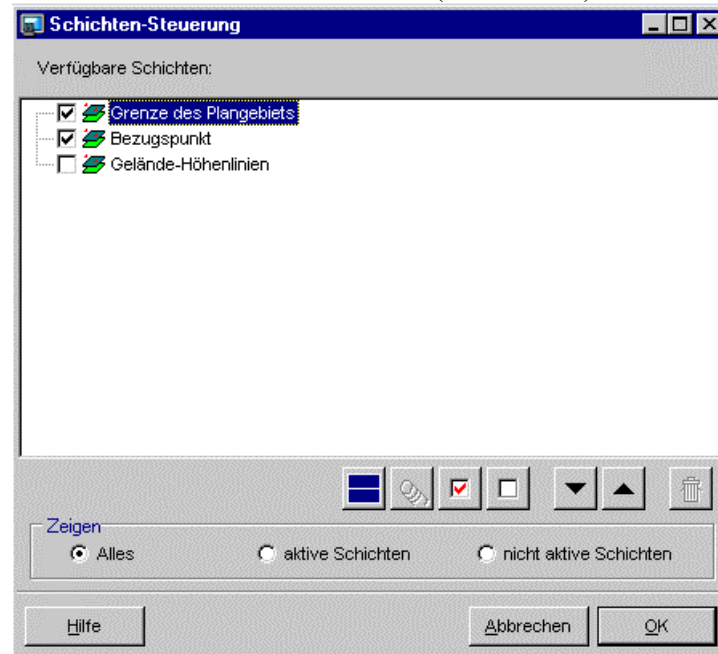 Schichten-Steuerung
Verfügbare Schichten:
Grenze des Plangebiets
Bezugspunkt
Gelände-Höhenlinien
Zeigen
Alles aktive Schichten nicht aktive Schichten
Hilfe Abbrechen OK